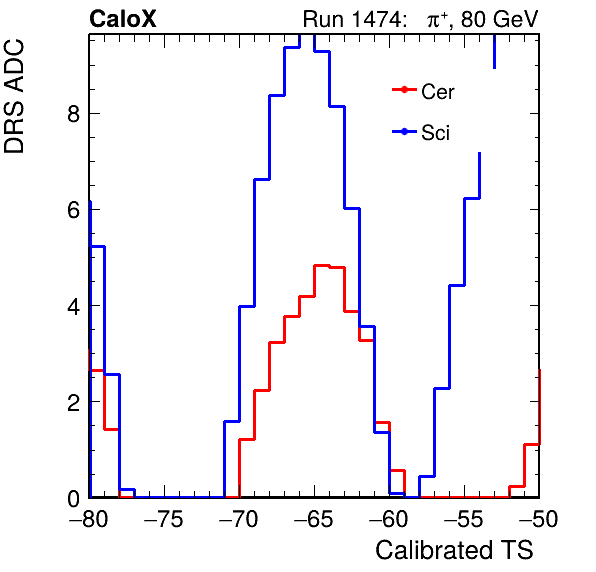 CaloX Run 1474: π⁺, 80 GeV
DRS ADC
Cer
Sci
8
6
4
2
0
−80 −75 −70 −65 −60 −55 −50
Calibrated TS